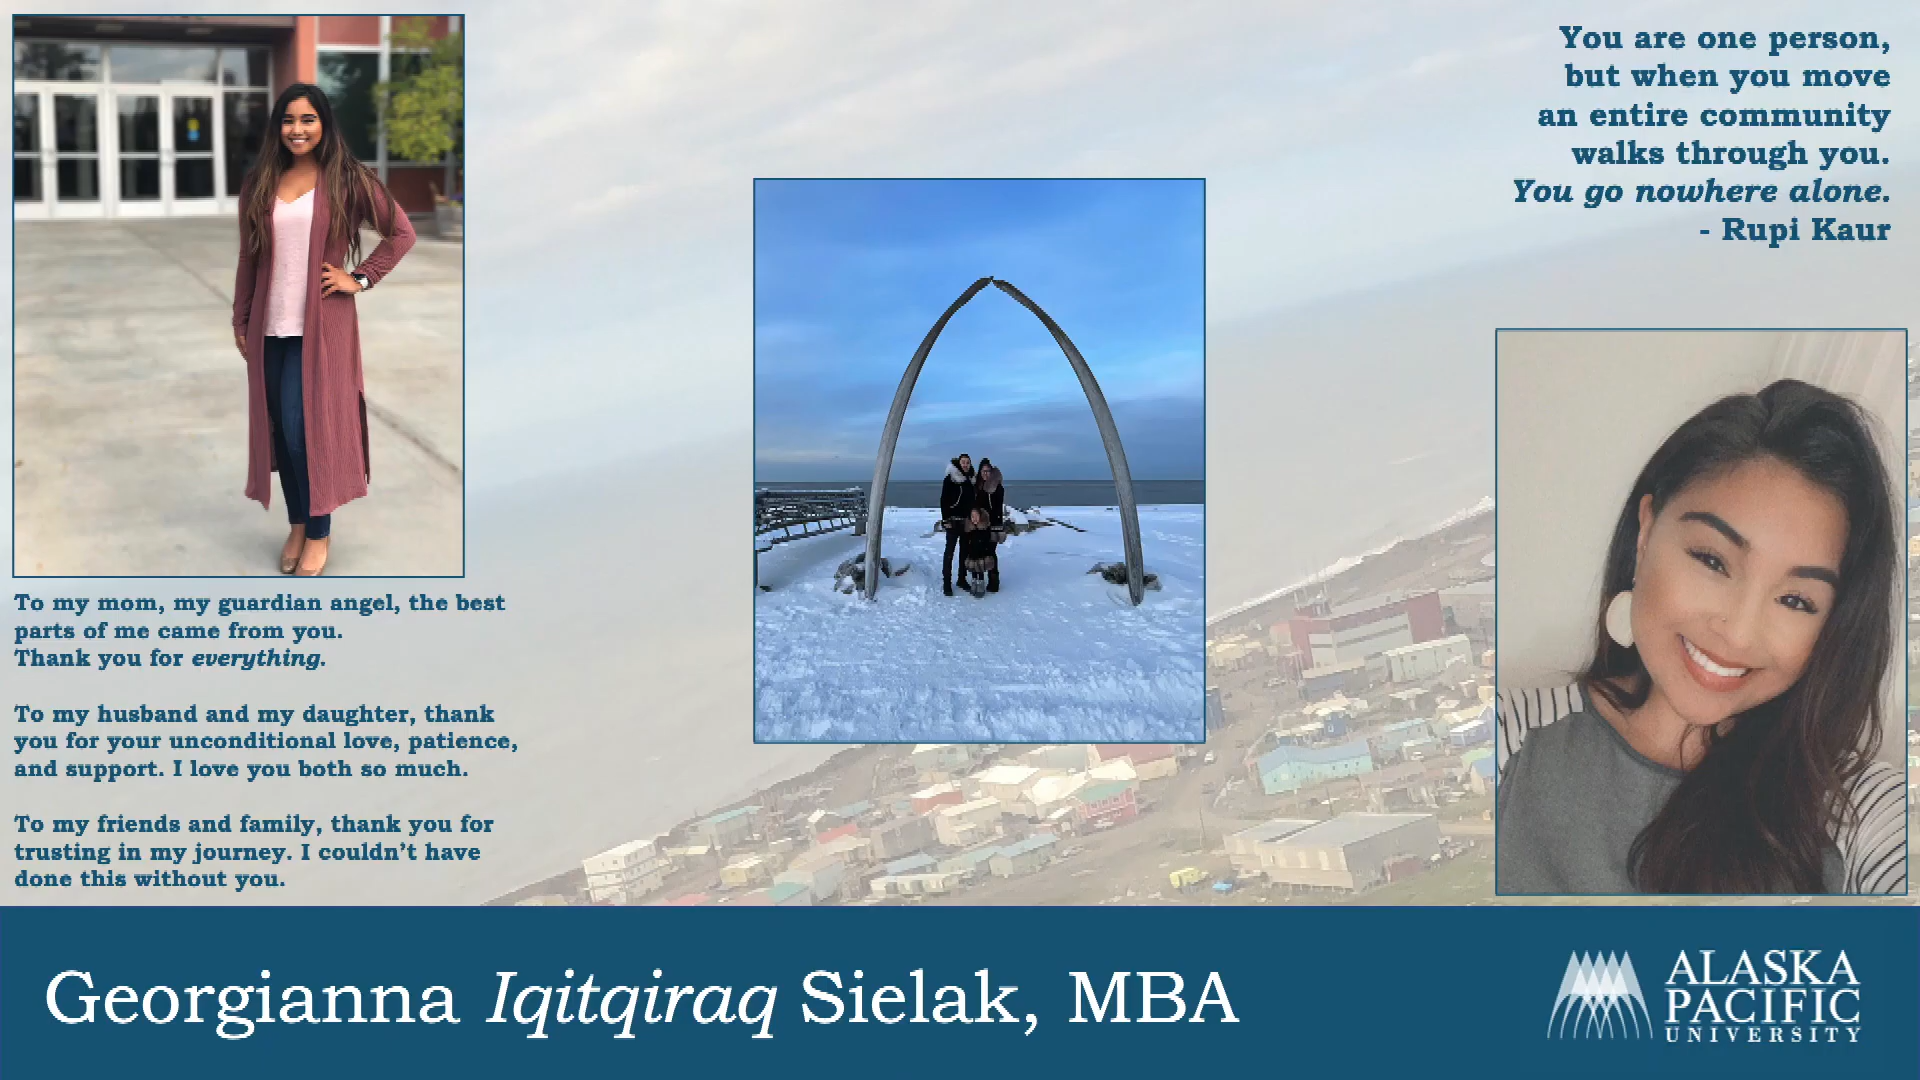 You are one person,
but when you move
an entire community
walks through you.
You go nowhere alone.
- Rupi Kaur
To my mom, my guardian angel, the best
parts of me came from you.
Thank you for everything.
To my husband and my daughter, thank
you for your unconditional love, patience,
and support. I love you both so much.
To my friends and family, thank you for
trusting in my journey. I couldn't have
done this without you.
Georgianna Iqitqiraq Sielak, MBA
ALASKA
PACIFIC
UNIVERSITY